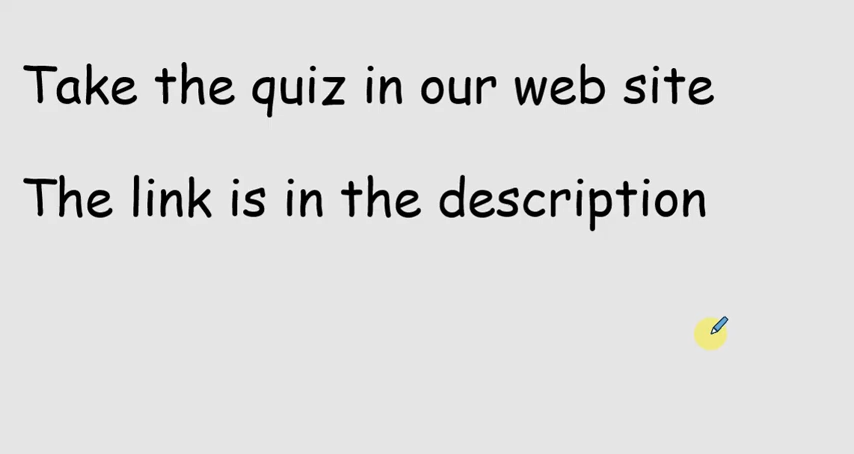 Take the quiz in our web site
The link is in the description